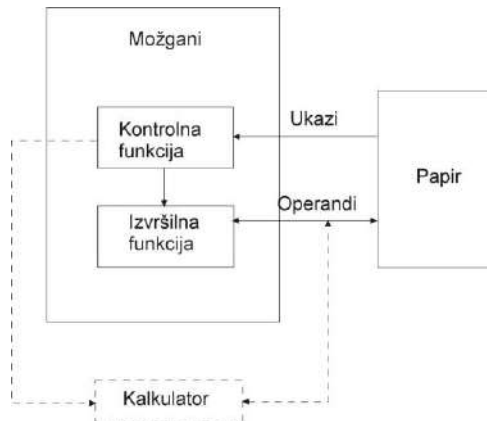 Možgani
Kontrolna
funkcija
Ukazi
Papir
Izvršilna
funkcija
Operandi
Kalkulator